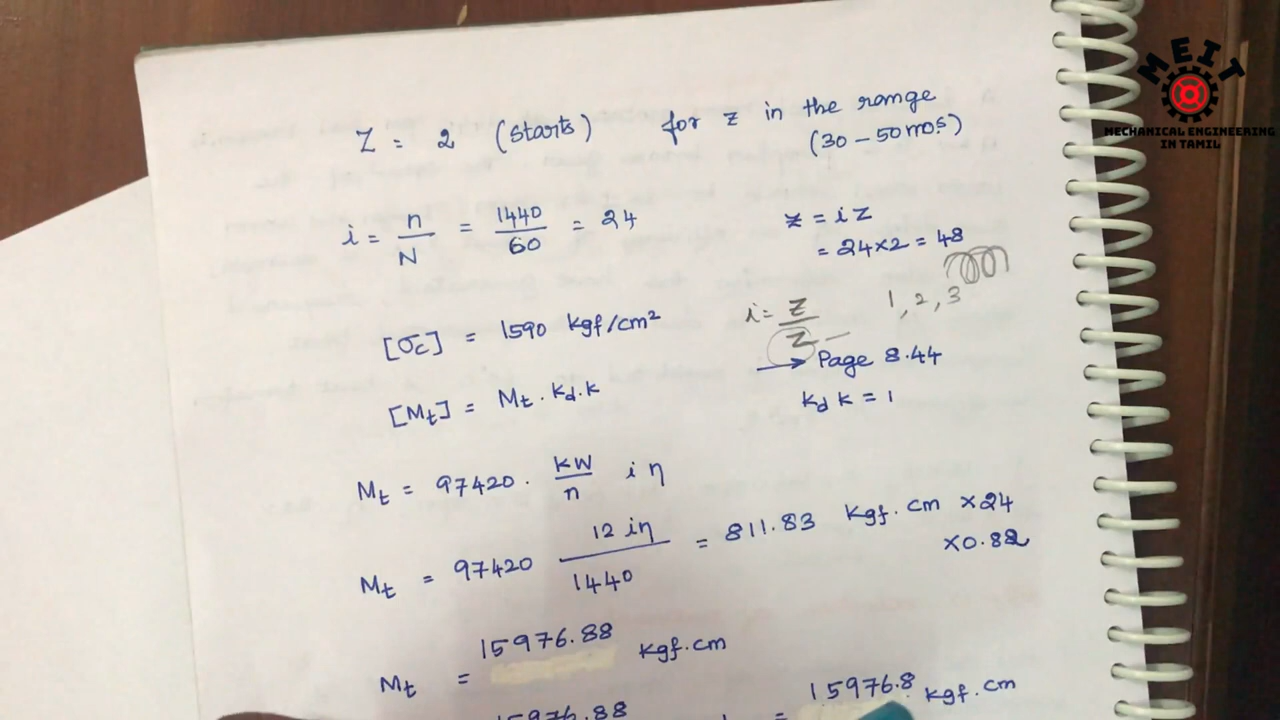 Z = 2 (Starts) for z in the range
(30 - 50 nos)
i = n/N = 1440/60 = 24
z = i Z
= 24×2 = 48
[σc] = 1590 kgf/cm²
i = z/Z
1, 2, 3
→ Page 8.44
[Mt] = Mt . kd . k
kd k = 1
Mt = 97420 . kW/n i η
Mt = 97420 12 iη/1440 = 811.83 kgf.cm ×24
×0.82
Mt = 15976.88 kgf.cm
15976.88
= 15976.8 kgf.cm
MEIT
MECHANICAL ENGINEERING
IN TAMIL